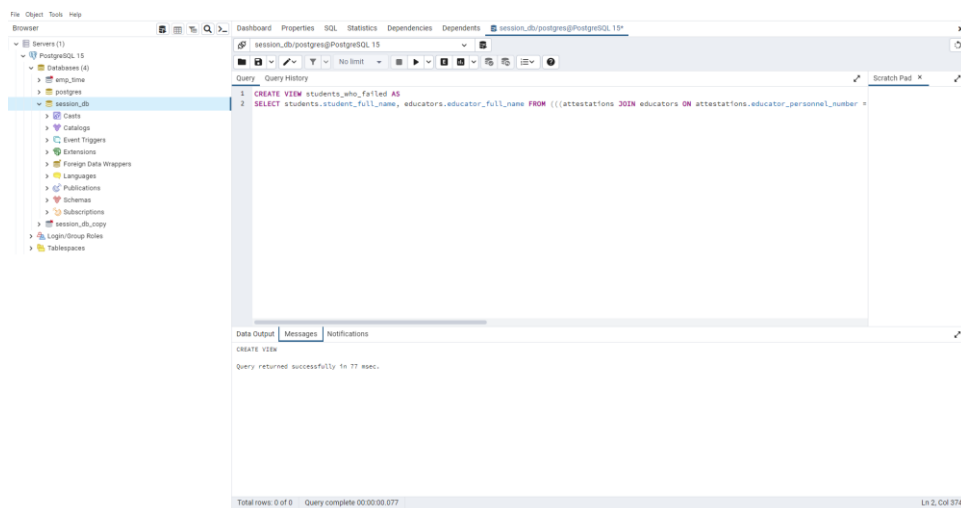 File Object Tools Help
Browser
Dashboard Properties SQL Statistics Dependencies Dependents session_db/postgres@PostgreSQL 15*
Servers (1)
PostgreSQL 15
Databases (4)
emp_time
postgres
session_db
Casts
Catalogs
Event Triggers
Extensions
Foreign Data Wrappers
Languages
Publications
Schemas
Subscriptions
session_db_copy
Login/Group Roles
Tablespaces
session_db/postgres@PostgreSQL 15
No limit
Query Query History
Scratch Pad ×
1 CREATE VIEW students_who_failed AS
2 SELECT students.student_full_name, educators.educator_full_name FROM (((attestations JOIN educators ON attestations.educator_personnel_number =
Data Output Messages Notifications
CREATE VIEW
Query returned successfully in 77 msec.
Total rows: 0 of 0 Query complete 00:00:00.077
Ln 2, Col 374